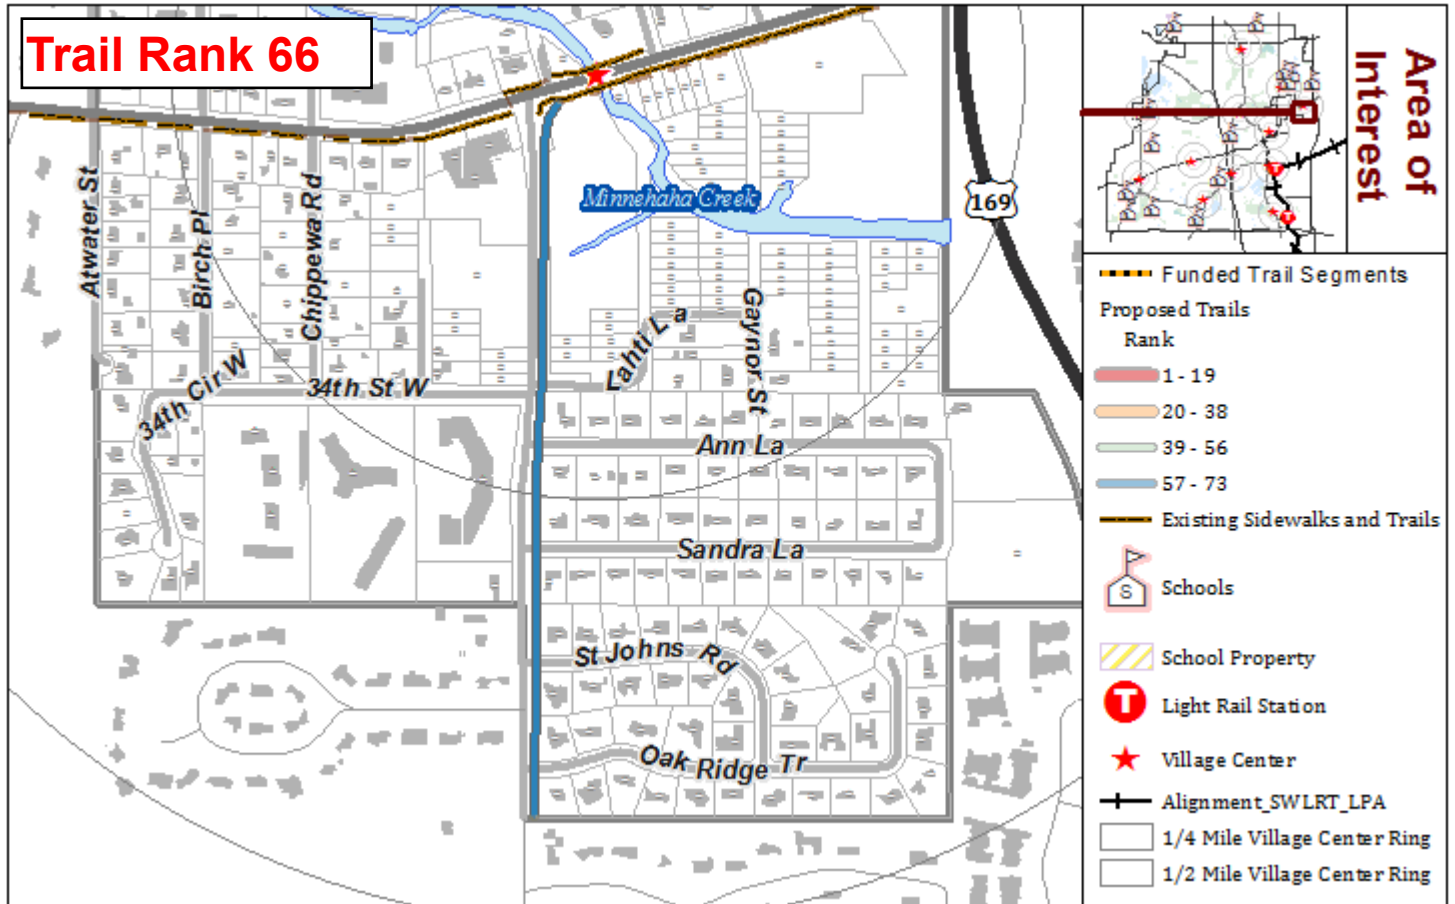 Trail Rank 66
Atwater St
Birch Pl
Chippewa Rd
34th Cir W
34th St W
Minnehaha Creek
169
Lahti La
Gaynor St
Ann La
Sandra La
St Johns Rd
Oak Ridge Tr
Area of
Interest
Funded Trail Segments
Proposed Trails
Rank
1 - 19
20 - 38
39 - 56
57 - 73
Existing Sidewalks and Trails
S
Schools
School Property
T
Light Rail Station
Village Center
Alignment_SWLRT_LPA
1/4 Mile Village Center Ring
1/2 Mile Village Center Ring